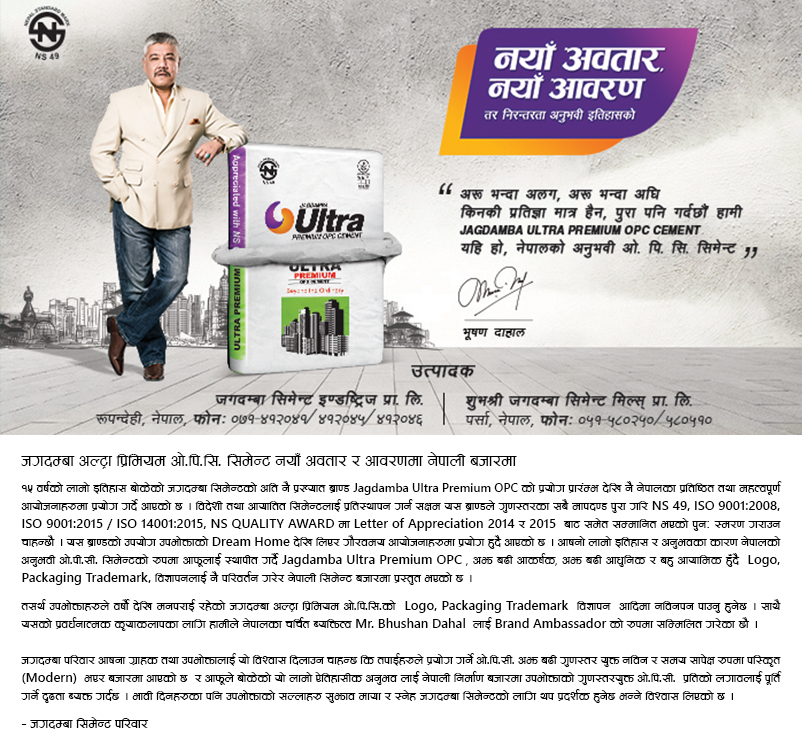 NEPAL STANDARD MARK
NS 49
नयाँ अवतार,
नयाँ आवरण
तर निरन्तरता अनुभवी इतिहासको
Appreciated with NS
JAGDAMBA
Ultra
PREMIUM OPC CEMENT
ULTRA PREMIUM
ULTRA
PREMIUM
OPC CEMENT
Beyond the Ordinary
“ अरू भन्दा अलग, अरू भन्दा अघि
किनकी प्रतिज्ञा मात्र हैन, पुरा पनि गर्दछौं हामी
JAGDAMBA ULTRA PREMIUM OPC CEMENT
यहि हो, नेपालको अनुभवी ओ. पि. सि. सिमेन्ट ”
भूषण दाहाल
उत्पादक
जगदम्बा सिमेन्ट इण्डष्ट्रिज प्रा. लि.
रूपन्देही, नेपाल, फोनः ०७१-४१२०४१/ ४१२०४५/ ४१२०४६
शुभश्री जगदम्बा सिमेन्ट मिल्स् प्रा. लि.
पर्सा, नेपाल, फोनः ०५१-५८०२५०/ ५८०५१०
जगदम्बा अल्ट्रा प्रिमियम ओ.पि.सि. सिमेन्ट नयाँ अवतार र आवरणमा नेपाली बजारमा
१५ वर्षको लामो इतिहास बोकेको जगदम्बा सिमेन्टको अति नै प्रख्यात ब्राण्ड Jagdamba Ultra Premium OPC को प्रयोग प्रारंम्भ देखि नै नेपालका प्रतिष्ठित तथा महत्वपूर्ण
आयोजनाहरुमा प्रयोग गर्दे आएको छ । विदेशी तथा आयातित सिमेन्टलाई प्रतिस्थापन गर्न सक्षम यस ब्राण्डले गुणस्तरका सबै मापदण्ड पुरा गरि NS 49, ISO 9001:2008,
ISO 9001:2015 / ISO 14001:2015, NS QUALITY AWARD मा Letter of Appreciation 2014 र 2015 बाट समेत सम्मानित भएको पुनः स्मरण गराउन
चाहन्छौ । यस ब्राण्डको उपयोग उपभोक्ताको Dream Home देखि लिएर गौरवमय आयोजनाहरुमा प्रयोग हुदै आएको छ । आफ्नो लामो इतिहास र अनुभवका कारण नेपालको
अनुभवी ओ.पी.सी. सिमेन्टको रुपमा आफूलाई स्थापीत गर्दै Jagdamba Ultra Premium OPC , अझ बढी आकर्षक, अझ बढी आधुनिक र बहु आयामिक हुँदै Logo,
Packaging Trademark, विज्ञापनलाई नै परिवर्तन गरेर नेपाली सिमेन्ट बजारमा प्रस्तुत भएको छ ।
तसर्थ उपभोक्ताहरुले वर्षौ देखि मनपराई रहेको जगदम्बा अल्ट्रा प्रिमियम ओ.पि.सि.को Logo, Packaging Trademark विज्ञापन आदिमा नविनपन पाउनु हुनेछ । साथै
यसको प्रवर्धनात्मक कृयाकलापका लागि हामीले नेपालका चर्चित ब्यक्तित्व Mr. Bhushan Dahal लाई Brand Ambassador को रुपमा सम्मिलित गरेका छौ ।
जगदम्बा परिवार आफ्ना ग्राहक तथा उपभोक्तालाई यो विश्वास दिलाउन चाहन्छ कि तपाईहरुले प्रयोग गर्ने ओ.पी.सी. अझ बढी गुणस्तर युक्त नविन र समय सापेक्ष रुपमा परिस्कृत
(Modern) भएर बजारमा आएको छ र आफूले बोकेको यो लामो ऐतिहासीक अनुभव लाई नेपाली निर्माण बजारमा उपभोक्ताको गुणस्तरयुक्त ओ.पी.सी. प्रतिको लगावलाई पूर्ति
गर्ने दृढता ब्यक्त गर्दछ । भावी दिनहरुका पनि उपभोक्ताको सल्लाह सुझाव माया र स्नेह जगदम्बा सिमेन्टको लागि थप प्रदर्शक हुनेछ भन्ने विश्वास लिएको छ ।
– जगदम्बा सिमेन्ट परिवार